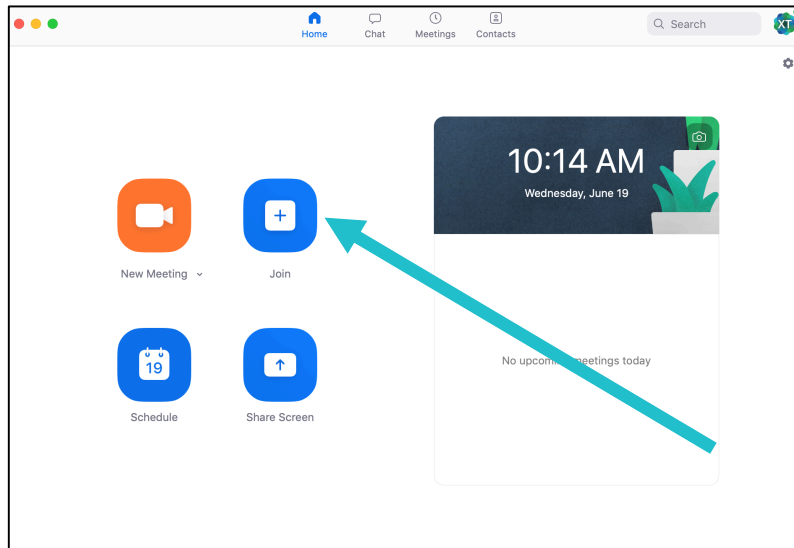 Home
Chat
Meetings
Contacts
Search
XT
10:14 AM
Wednesday, June 19
New Meeting
Join
19
Schedule
Share Screen
No upcoming meetings today